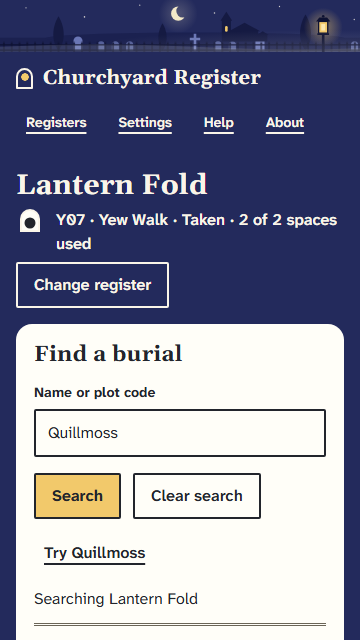 Churchyard Register
Registers Settings Help About
Lantern Fold
Y07 · Yew Walk · Taken · 2 of 2 spaces
used
Change register
Find a burial
Name or plot code
Quillmoss
Search Clear search
Try Quillmoss
Searching Lantern Fold